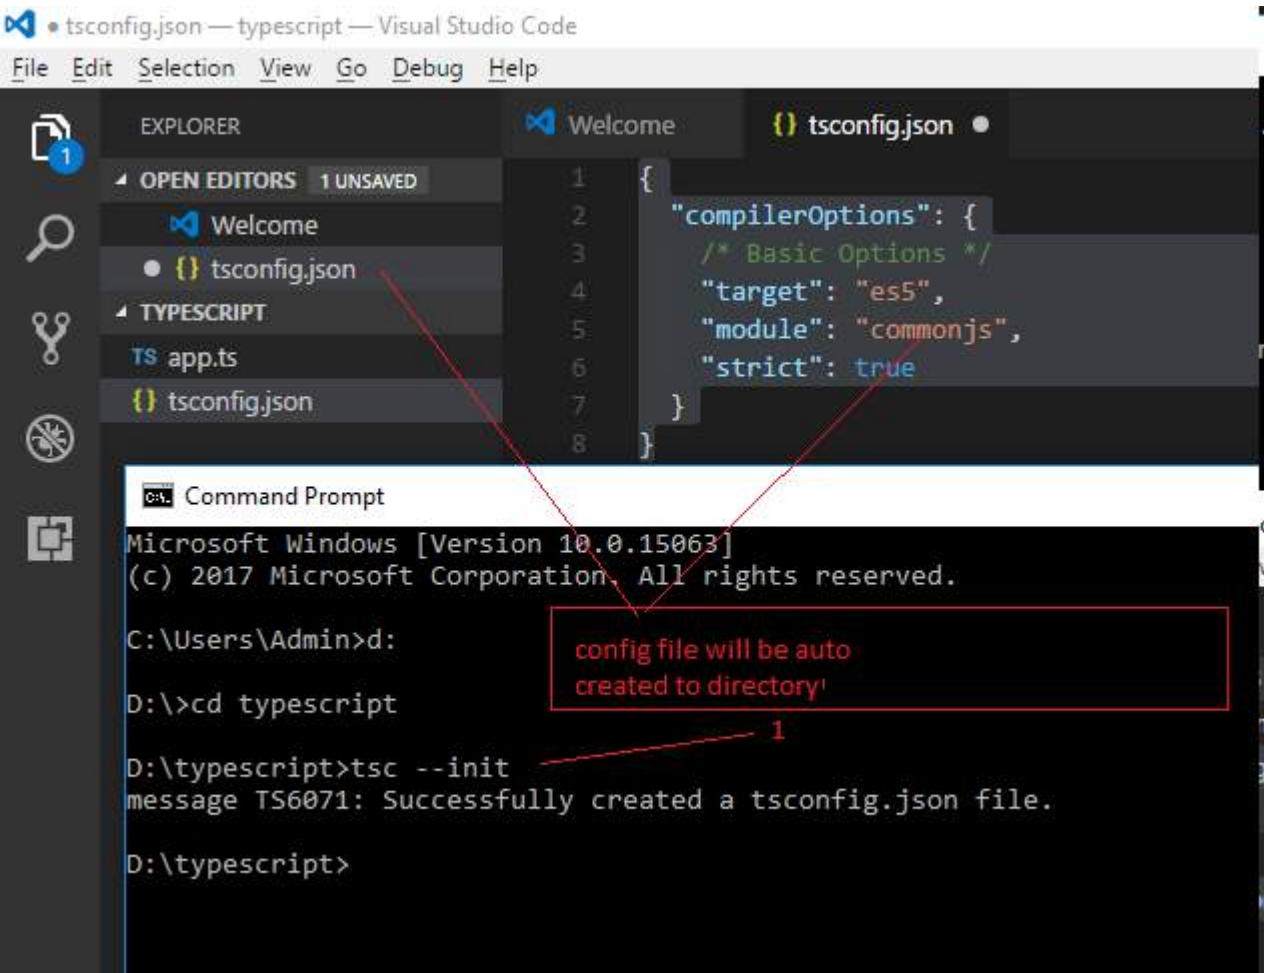 tsconfig.json — typescript — Visual Studio Code
File Edit Selection View Go Debug Help
1
EXPLORER
OPEN EDITORS 1 UNSAVED
Welcome
{} tsconfig.json
TYPESCRIPT
TS app.ts
{} tsconfig.json
Welcome {} tsconfig.json
1 {
2 "compilerOptions": {
3 /* Basic Options */
4 "target": "es5",
5 "module": "commonjs",
6 "strict": true
7 }
8 }
C:\. Command Prompt
Microsoft Windows [Version 10.0.15063]
(c) 2017 Microsoft Corporation. All rights reserved.
C:\Users\Admin>d:
D:\>cd typescript
D:\typescript>tsc --init
message TS6071: Successfully created a tsconfig.json file.
D:\typescript>
config file will be auto
created to directory!
1